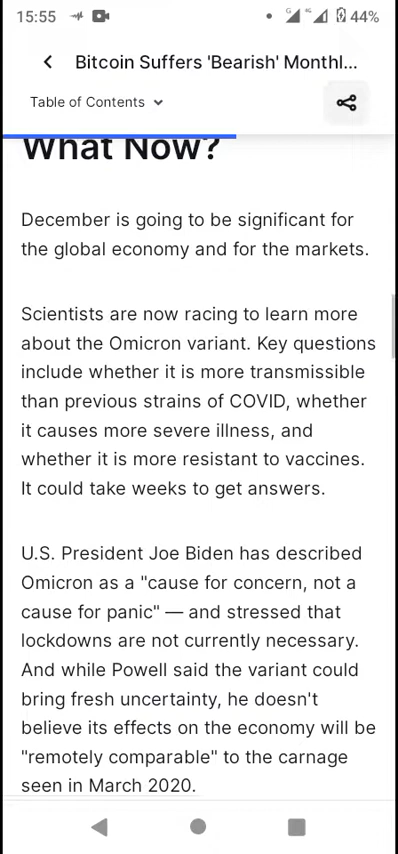 15:55
44%
Bitcoin Suffers 'Bearish' Monthl...
Table of Contents
What Now?
December is going to be significant for
the global economy and for the markets.
Scientists are now racing to learn more
about the Omicron variant. Key questions
include whether it is more transmissible
than previous strains of COVID, whether
it causes more severe illness, and
whether it is more resistant to vaccines.
It could take weeks to get answers.
U.S. President Joe Biden has described
Omicron as a "cause for concern, not a
cause for panic" — and stressed that
lockdowns are not currently necessary.
And while Powell said the variant could
bring fresh uncertainty, he doesn't
believe its effects on the economy will be
"remotely comparable" to the carnage
seen in March 2020.